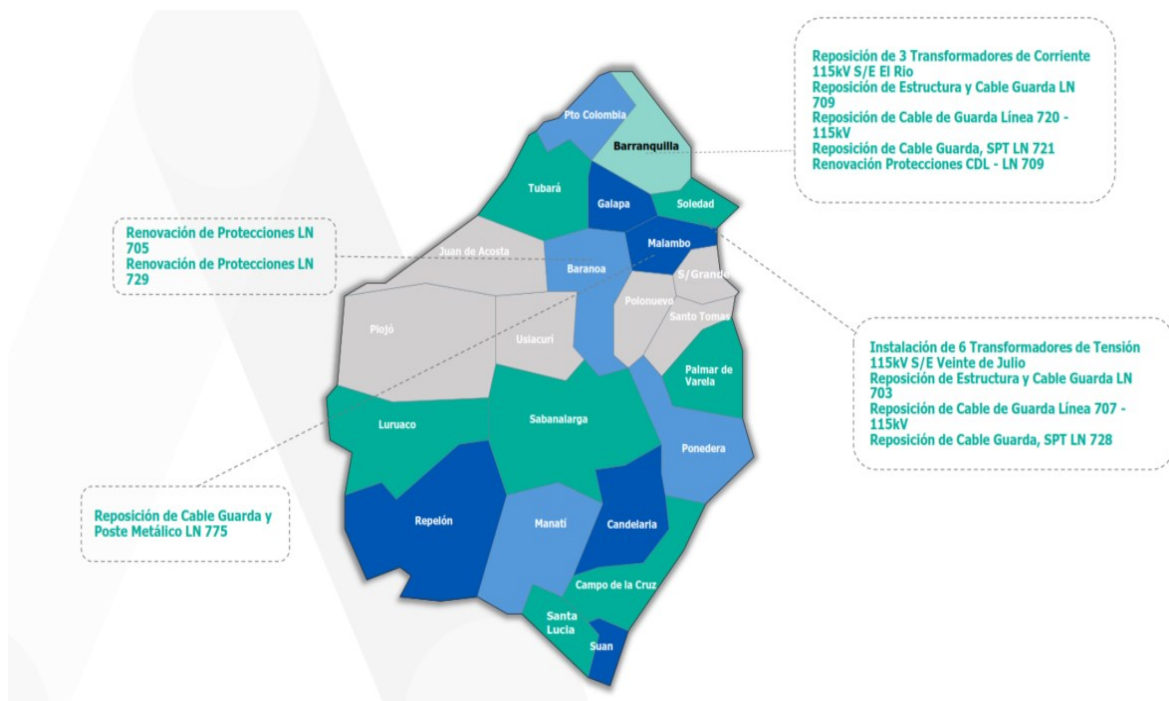 Reposición de 3 Transformadores de Corriente
115kV S/E El Rio
Reposición de Estructura y Cable Guarda LN
709
Reposición de Cable de Guarda Línea 720 -
115kV
Reposición de Cable Guarda, SPT LN 721
Renovación Protecciones CDL - LN 709
Pto Colombia
Barranquilla
Tubará
Galapa
Soledad
Renovación de Protecciones LN
705
Renovación de Protecciones LN
729
Juan de Acosta
Baranoa
Malambo
S/Grande
Polonuevo
Santo Tomas
Piojó
Usiacurí
Instalación de 6 Transformadores de Tensión
115kV S/E Veinte de Julio
Reposición de Estructura y Cable Guarda LN
703
Reposición de Cable de Guarda Línea 707 -
115kV
Reposición de Cable Guarda, SPT LN 728
Palmar de
Varela
Luruaco
Sabanalarga
Ponedera
Reposición de Cable Guarda y
Poste Metálico LN 775
Repelón
Manatí
Candelaria
Campo de la Cruz
Santa
Lucia
Suan